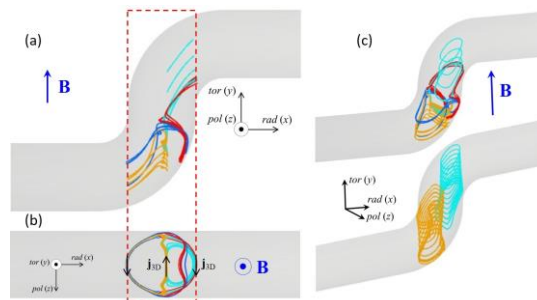 (a)
B
tor (y)
pol (z)
rad (x)
(c)
B
tor (y)
rad (x)
pol (z)
(b)
tor (y)
rad (x)
pol (z)
j3D
j3D
B